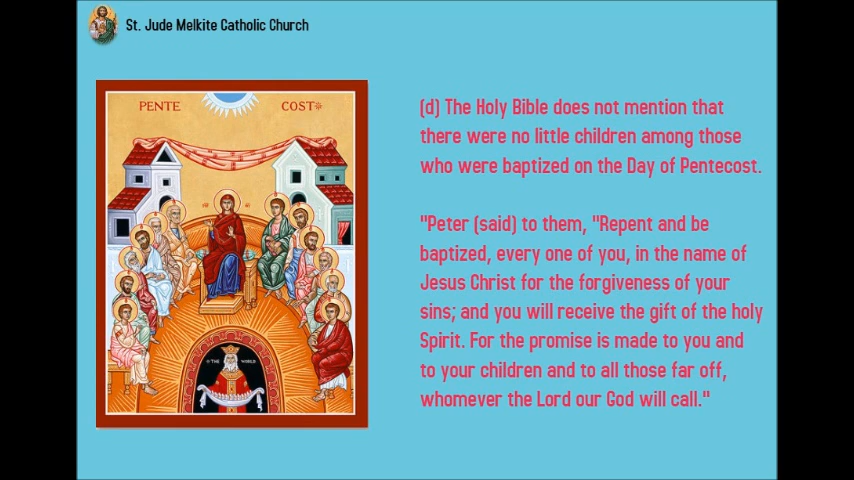 St. Jude Melkite Catholic Church
PENTE COST
THE WORLD
(d) The Holy Bible does not mention that
there were no little children among those
who were baptized on the Day of Pentecost.
"Peter (said) to them, "Repent and be
baptized, every one of you, in the name of
Jesus Christ for the forgiveness of your
sins; and you will receive the gift of the holy
Spirit. For the promise is made to you and
to your children and to all those far off,
whomever the Lord our God will call."